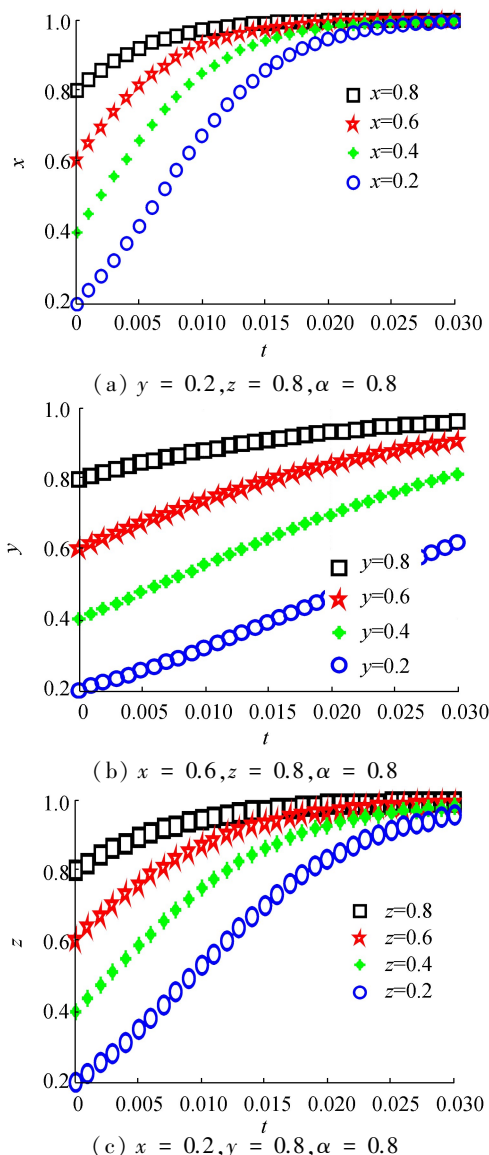 1.0
0.8
0.6
0.4
0.2
x
x=0.8
x=0.6
x=0.4
x=0.2
0 0.005 0.010 0.015 0.020 0.025 0.030
t
(a) y = 0.2,z = 0.8,α = 0.8
1.0
0.8
0.6
0.4
0.2
y
y=0.8
y=0.6
y=0.4
y=0.2
0 0.005 0.010 0.015 0.020 0.025 0.030
t
(b) x = 0.6,z = 0.8,α = 0.8
1.0
0.8
0.6
0.4
0.2
z
z=0.8
z=0.6
z=0.4
z=0.2
0 0.005 0.010 0.015 0.020 0.025 0.030
t
(c) x = 0.2,y = 0.8,α = 0.8